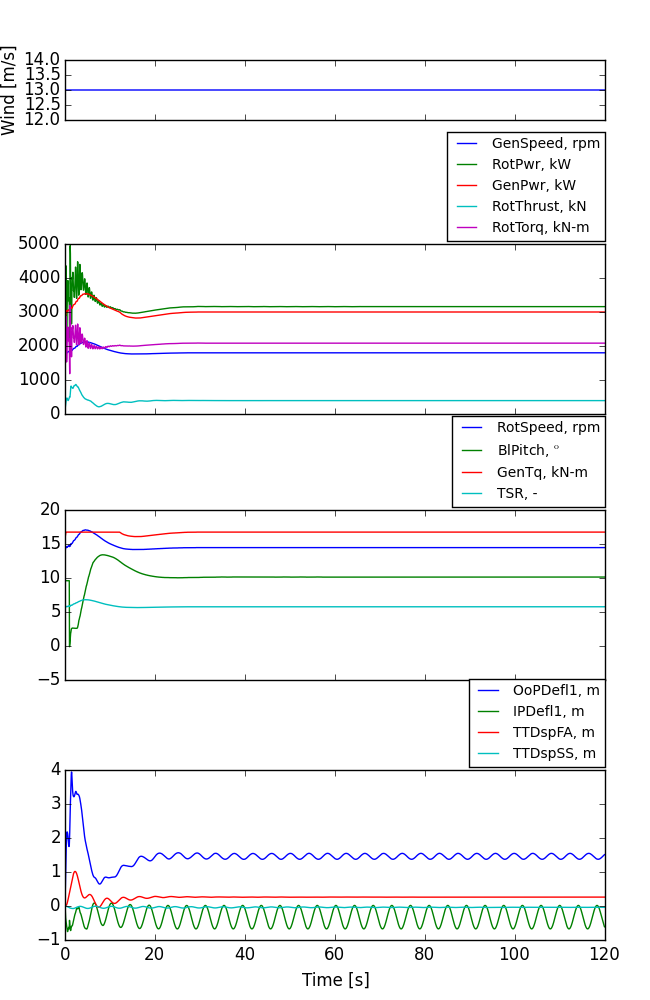 Wind [m/s]
14.0
13.5
13.0
12.5
12.0
GenSpeed, rpm
RotPwr, kW
GenPwr, kW
RotThrust, kN
RotTorq, kN-m
5000
4000
3000
2000
1000
0
RotSpeed, rpm
BlPitch, °
GenTq, kN-m
TSR, -
20
15
10
5
0
−5
OoPDefl1, m
IPDefl1, m
TTDspFA, m
TTDspSS, m
4
3
2
1
0
−1
0 20 40 60 80 100 120
Time [s]